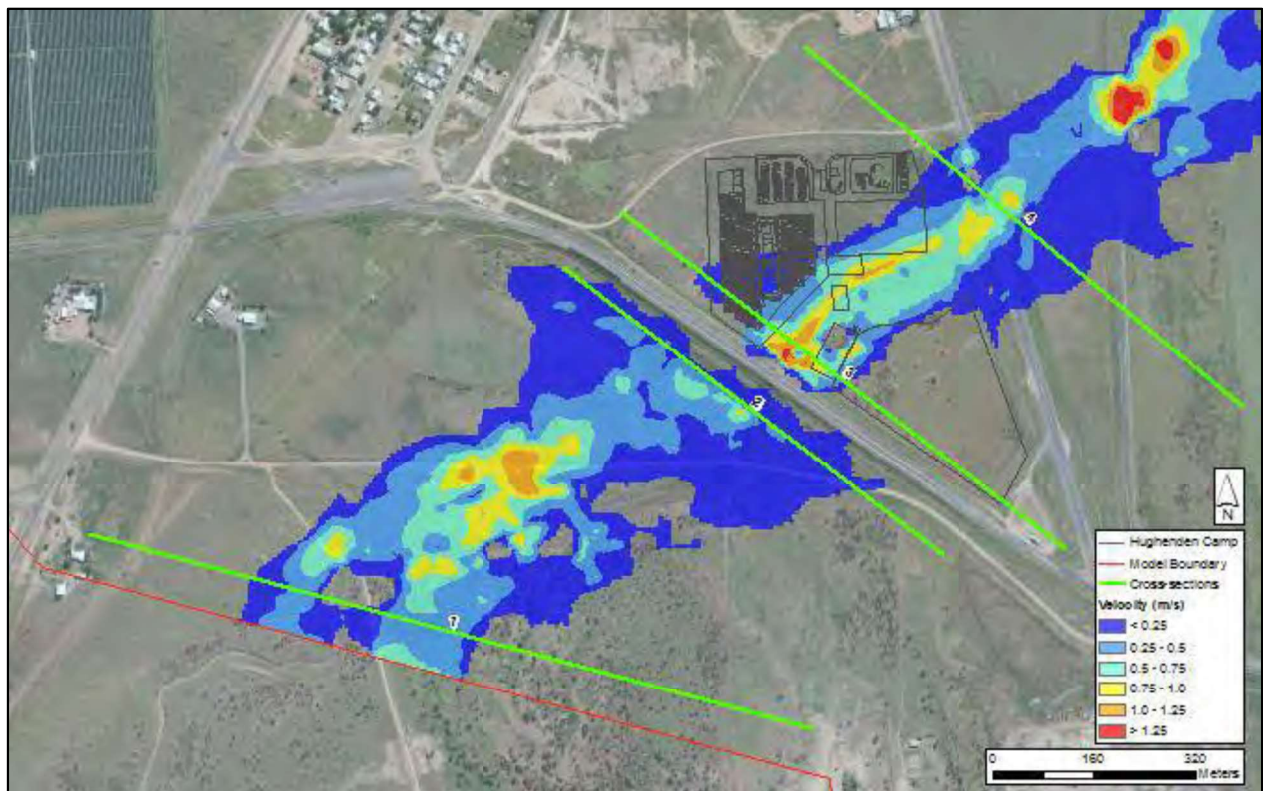 4
3
2
1
N
Hughenden Camp
Model Boundary
Cross-sections
Velocity (m/s)
< 0.25
0.25 - 0.5
0.5 - 0.75
0.75 - 1.0
1.0 - 1.25
> 1.25
0 160 320
Meters